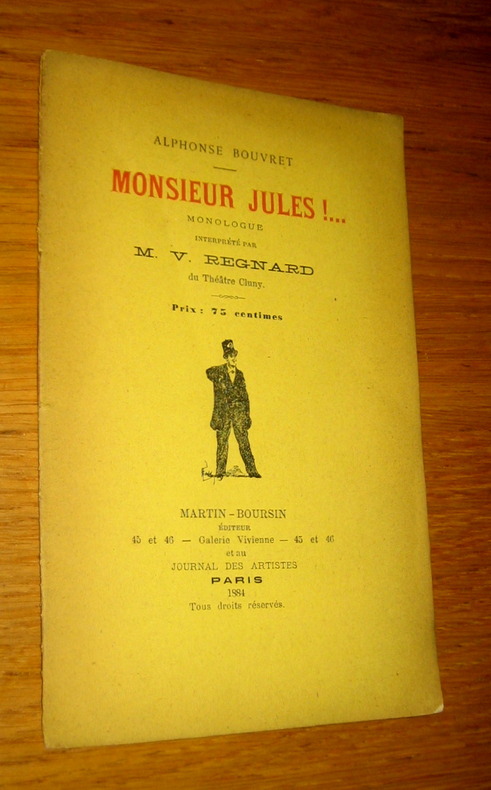 ALPHONSE BOUVRET
MONSIEUR JULES !...
MONOLOGUE
INTERPRÉTÉ PAR
M. V. REGNARD
du Théâtre Cluny.
Prix : 75 centimes
MARTIN-BOURSIN
ÉDITEUR
45 et 46 — Galerie Vivienne — 45 et 46
et au
JOURNAL DES ARTISTES
PARIS
1884
Tous droits réservés.